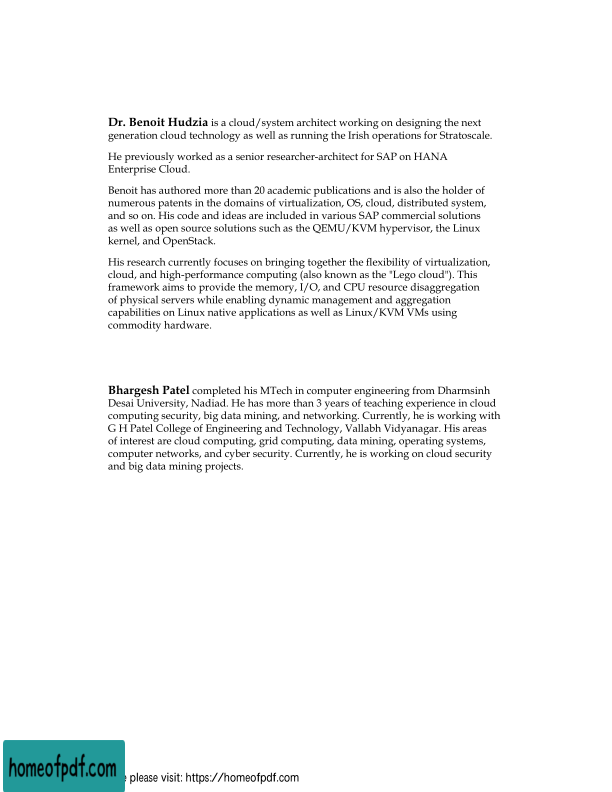 Dr. Benoit Hudzia is a cloud/system architect working on designing the next
generation cloud technology as well as running the Irish operations for Stratoscale.
He previously worked as a senior researcher-architect for SAP on HANA
Enterprise Cloud.
Benoit has authored more than 20 academic publications and is also the holder of
numerous patents in the domains of virtualization, OS, cloud, distributed system,
and so on. His code and ideas are included in various SAP commercial solutions
as well as open source solutions such as the QEMU/KVM hypervisor, the Linux
kernel, and OpenStack.
His research currently focuses on bringing together the flexibility of virtualization,
cloud, and high-performance computing (also known as the "Lego cloud"). This
framework aims to provide the memory, I/O, and CPU resource disaggregation
of physical servers while enabling dynamic management and aggregation
capabilities on Linux native applications as well as Linux/KVM VMs using
commodity hardware.
Bhargesh Patel completed his MTech in computer engineering from Dharmsinh
Desai University, Nadiad. He has more than 3 years of teaching experience in cloud
computing security, big data mining, and networking. Currently, he is working with
G H Patel College of Engineering and Technology, Vallabh Vidyanagar. His areas
of interest are cloud computing, grid computing, data mining, operating systems,
computer networks, and cyber security. Currently, he is working on cloud security
and big data mining projects.
homeofpdf.com
please visit: https://homeofpdf.com